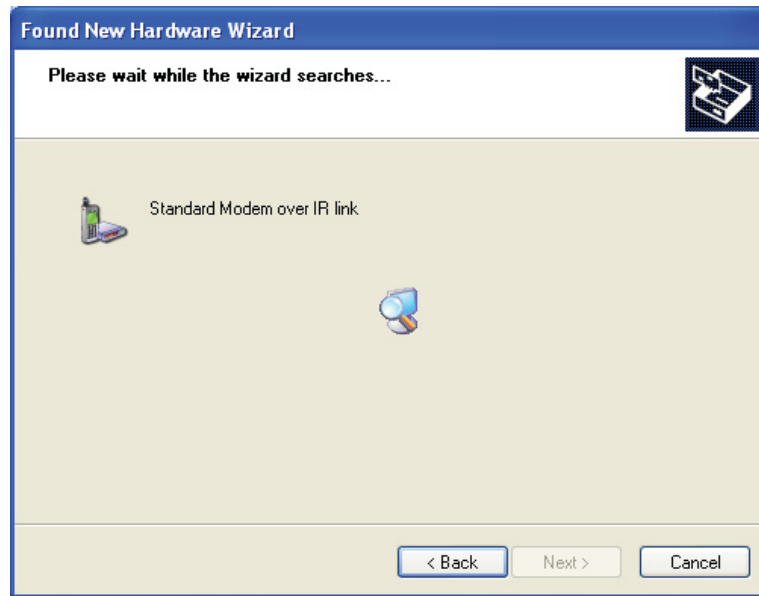 Found New Hardware Wizard
Please wait while the wizard searches...
Standard Modem over IR link
< Back
Next >
Cancel